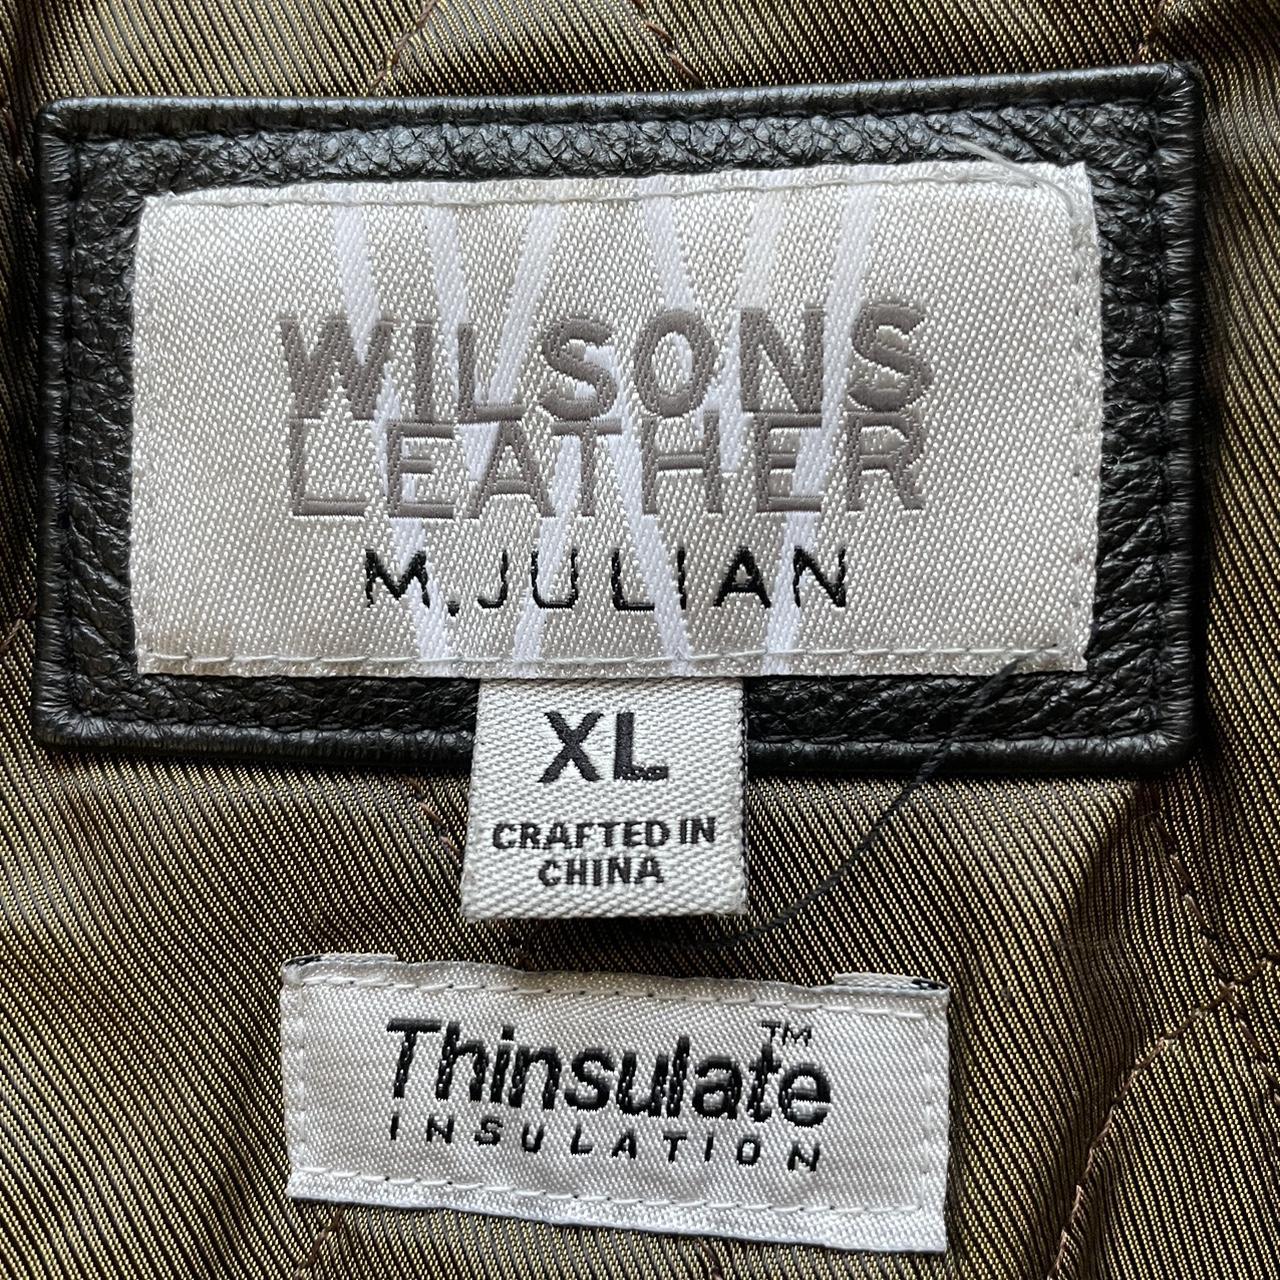 WILSONS
LEATHER
M.JULIAN
XL
CRAFTED IN
CHINA
Thinsulate™
INSULATION